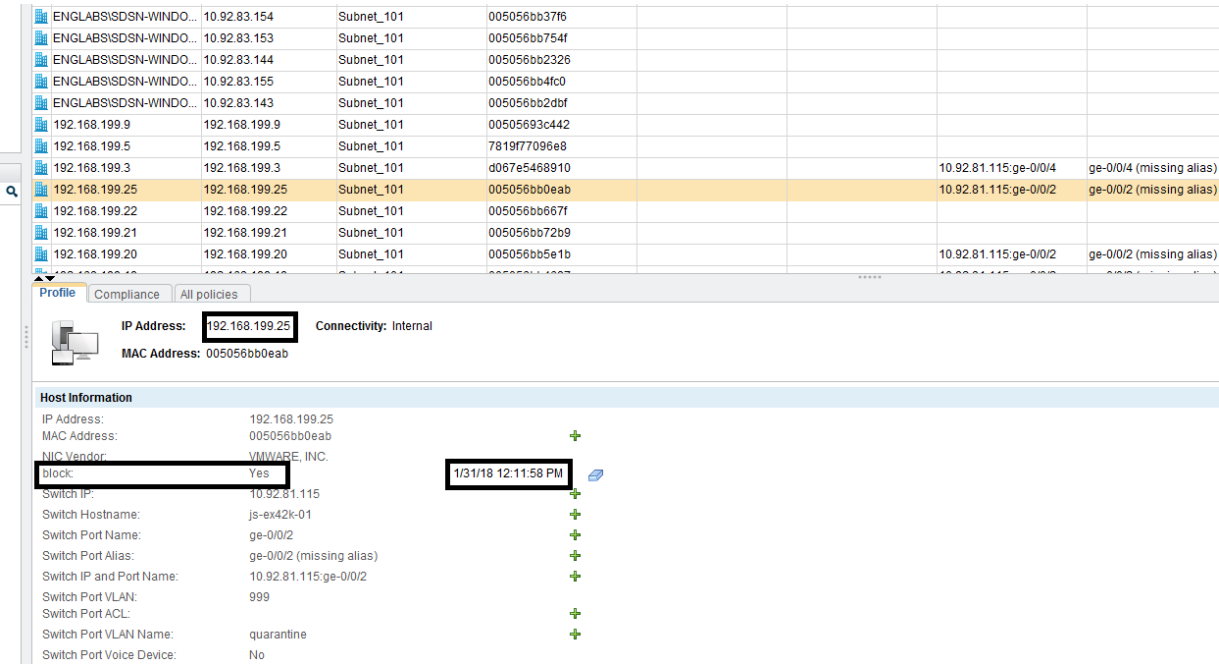 ENGLABS\SDSN-WINDO... 10.92.83.154 Subnet_101 005056bb37f6
ENGLABS\SDSN-WINDO... 10.92.83.153 Subnet_101 005056bb754f
ENGLABS\SDSN-WINDO... 10.92.83.144 Subnet_101 005056bb2326
ENGLABS\SDSN-WINDO... 10.92.83.155 Subnet_101 005056bb4fc0
ENGLABS\SDSN-WINDO... 10.92.83.143 Subnet_101 005056bb2dbf
192.168.199.9 192.168.199.9 Subnet_101 00505693c442
192.168.199.5 192.168.199.5 Subnet_101 7819f77096e8
192.168.199.3 192.168.199.3 Subnet_101 d067e5468910 10.92.81.115:ge-0/0/4 ge-0/0/4 (missing alias)
192.168.199.25 192.168.199.25 Subnet_101 005056bb0eab 10.92.81.115:ge-0/0/2 ge-0/0/2 (missing alias)
192.168.199.22 192.168.199.22 Subnet_101 005056bb667f
192.168.199.21 192.168.199.21 Subnet_101 005056bb72b9
192.168.199.20 192.168.199.20 Subnet_101 005056bb5e1b 10.92.81.115:ge-0/0/2 ge-0/0/2 (missing alias)
Profile Compliance All policies
IP Address: 192.168.199.25 Connectivity: Internal
MAC Address: 005056bb0eab
Host Information
IP Address: 192.168.199.25
MAC Address: 005056bb0eab
NIC Vendor: VMWARE, INC.
block: Yes 1/31/18 12:11:58 PM
Switch IP: 10.92.81.115
Switch Hostname: js-ex42k-01
Switch Port Name: ge-0/0/2
Switch Port Alias: ge-0/0/2 (missing alias)
Switch IP and Port Name: 10.92.81.115:ge-0/0/2
Switch Port VLAN: 999
Switch Port ACL:
Switch Port VLAN Name: quarantine
Switch Port Voice Device: No